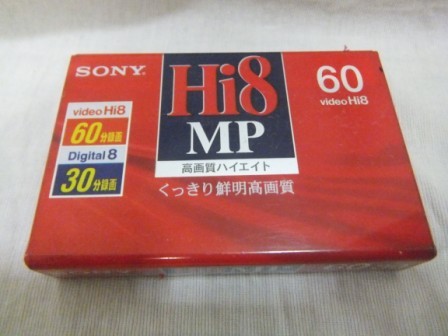 SONY
Hi8
MP
高画質ハイエイト
くっきり鮮明高画質
60
video Hi8
video Hi8
60分録画
Digital 8
30分録画